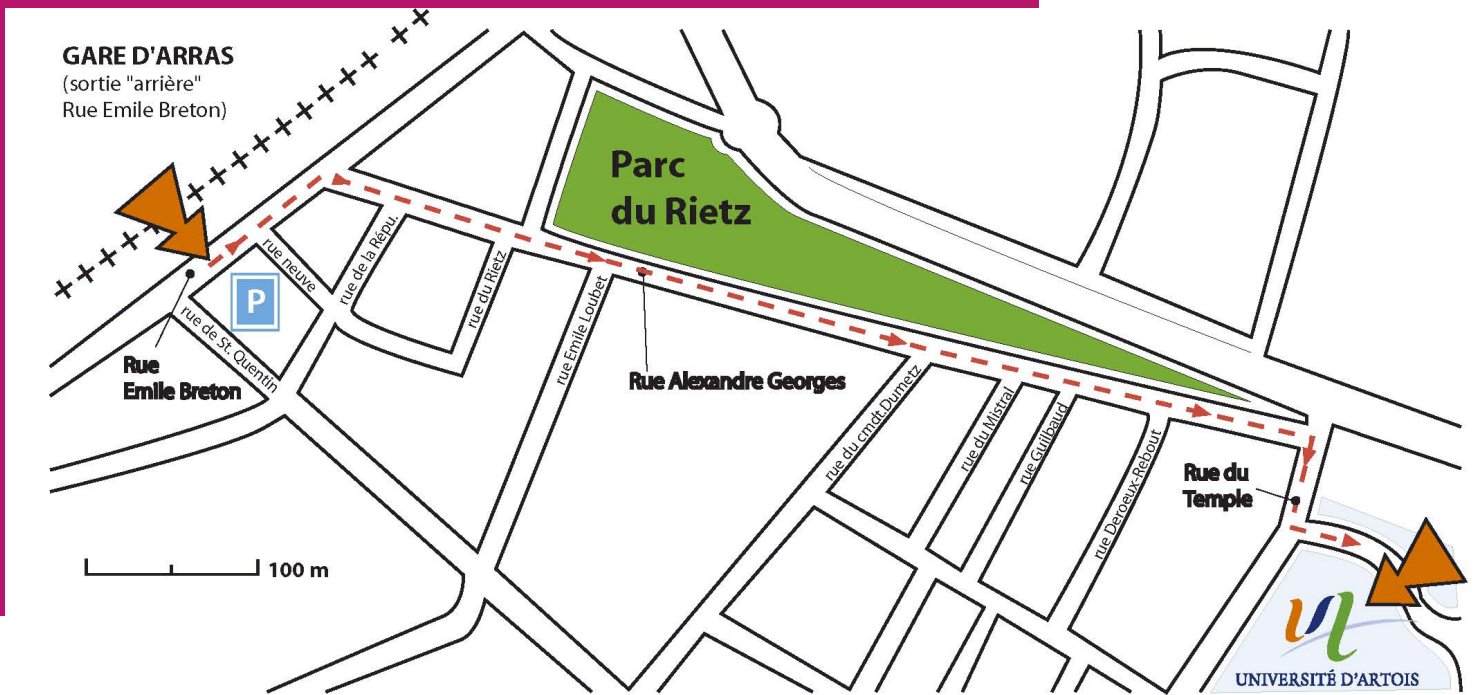 GARE D'ARRAS
(sortie "arrière"
Rue Emile Breton)
Parc
du Rietz
P
rue neuve
rue de la Répu.
rue du Rietz
rue de St. Quentin
Rue
Emile Breton
rue Emile Loubet
Rue Alexandre Georges
rue du cmdt.Dumetz
rue du Mistral
rue Guilbaud
rue Deroeux-Rebout
Rue du
Temple
100 m
UNIVERSITÉ D'ARTOIS